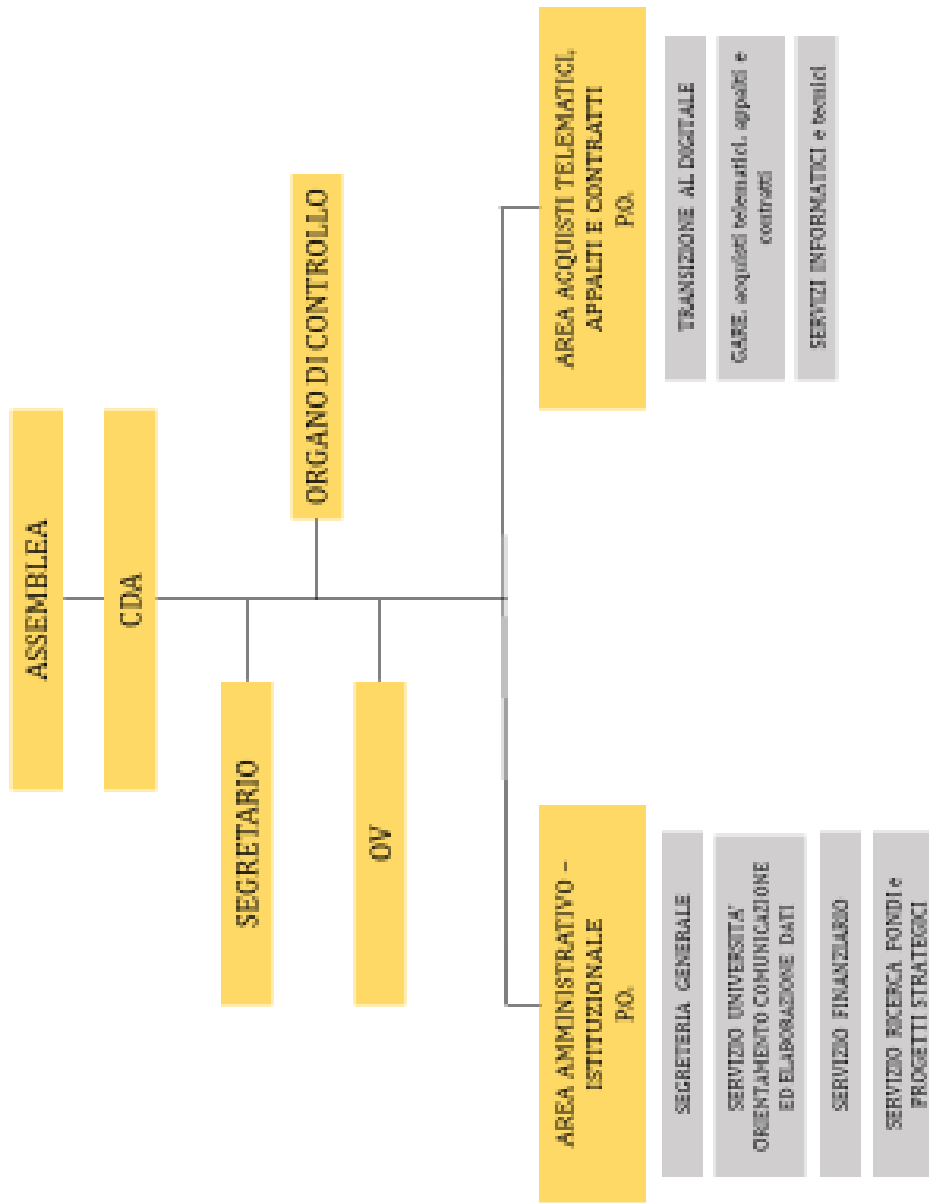 ASSEMBLEA
CDA
SEGRETARIO
ORGANO DI CONTROLLO
OV
AREA AMMINISTRATIVO -
ISTITUZIONALE
P.O.
SEGRETERIA GENERALE
SERVIZIO UNIVERSITA'
ORIENTAMENTO COMUNICAZIONE
ED ELABORAZIONE DATI
SERVIZIO FINANZIARIO
SERVIZIO RICERCA FONDI e
PROGETTI STRATEGICI
AREA ACQUISTI TELEMATICI,
APPALTI E CONTRATTI
P.O.
TRANSIZIONE AL DIGITALE
GARE, acquisti telematici, appalti e
contratti
SERVIZI INFORMATICI e tecnici